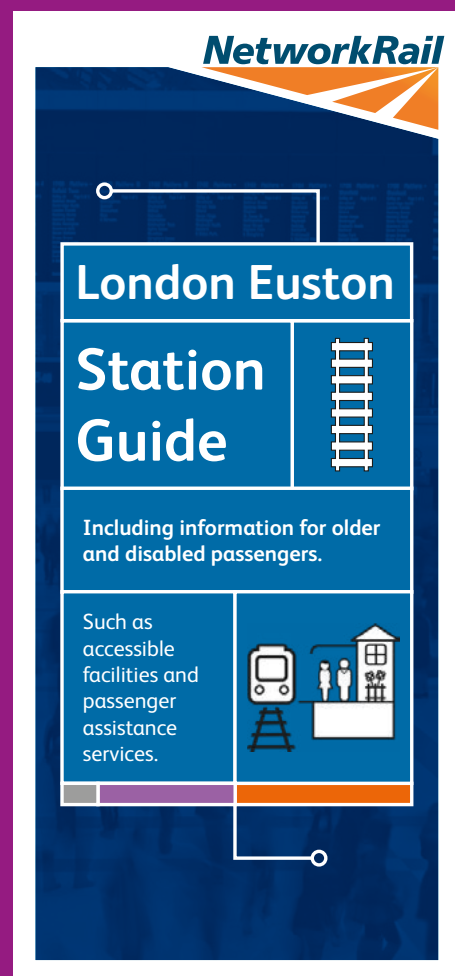 NetworkRail
London Euston
Station
Guide
Including information for older
and disabled passengers.
Such as
accessible
facilities and
passenger
assistance
services.